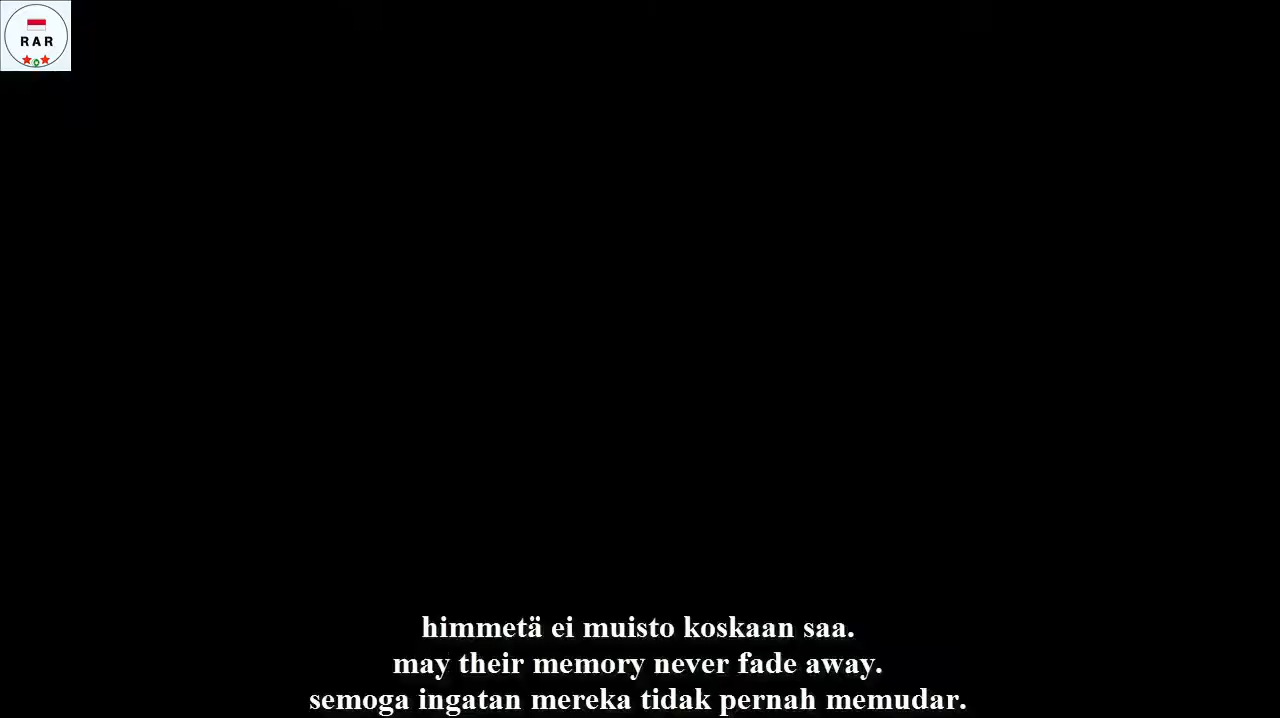 RAR
himmetä ei muisto koskaan saa.
may their memory never fade away.
semoga ingatan mereka tidak pernah memudar.